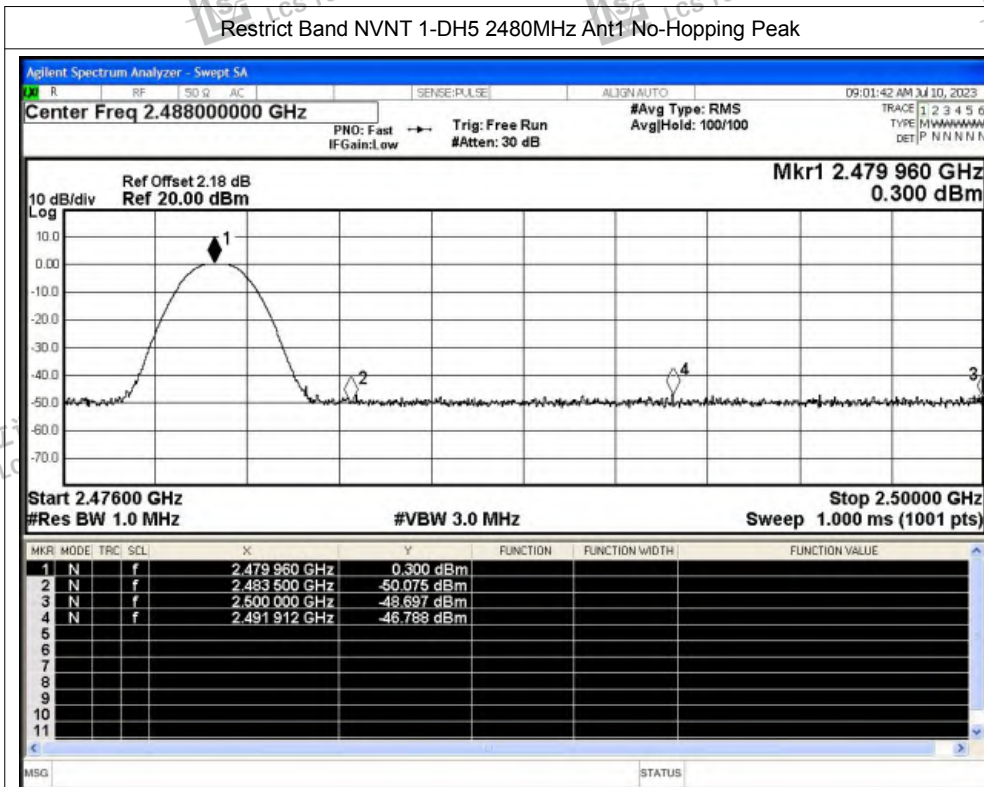 Restrict Band NVNT 1-DH5 2480MHz Ant1 No-Hopping Peak
Agilent Spectrum Analyzer - Swept SA
R RF 50 Ω AC SENSE:PULSE ALIGN AUTO 09:01:42 AM Jul 10, 2023
Center Freq 2.488000000 GHz
#Avg Type: RMS
TRACE 1 2 3 4 5 6
PNO: Fast Trig: Free Run Avg|Hold: 100/100
TYPE MWWWWW
IFGain:Low #Atten: 30 dB
DET P N N N N N
Mkr1 2.479 960 GHz
0.300 dBm
Ref Offset 2.18 dB
10 dB/div Ref 20.00 dBm
Log
10.0
0.00
-10.0
-20.0
-30.0
-40.0
-50.0
-60.0
-70.0
1
2
4
3
Start 2.47600 GHz Stop 2.50000 GHz
#Res BW 1.0 MHz #VBW 3.0 MHz Sweep 1.000 ms (1001 pts)
MKR MODE TRC SCL X Y FUNCTION FUNCTION WIDTH FUNCTION VALUE
1 N f 2.479 960 GHz 0.300 dBm
2 N f 2.483 500 GHz -50.075 dBm
3 N f 2.500 000 GHz -48.697 dBm
4 N f 2.491 912 GHz -46.788 dBm
5
6
7
8
9
10
11
MSG STATUS